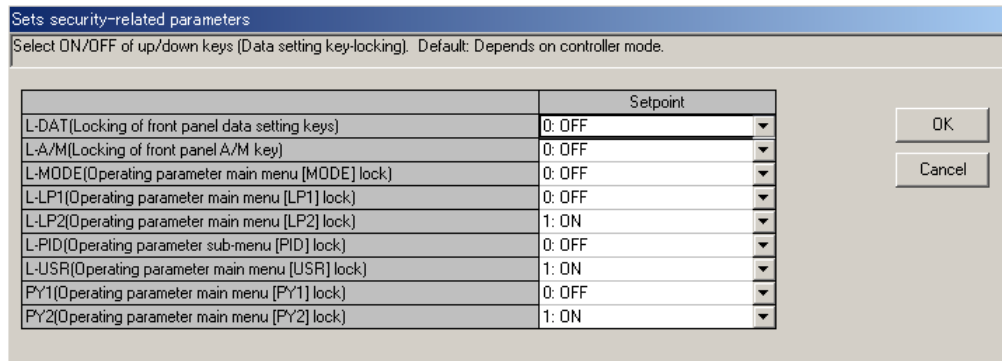 Sets security-related parameters
Select ON/OFF of up/down keys (Data setting key-locking).  Default: Depends on controller mode.
Setpoint
L-DAT(Locking of front panel data setting keys) 0: OFF
L-A/M(Locking of front panel A/M key) 0: OFF
L-MODE(Operating parameter main menu [MODE] lock) 0: OFF
L-LP1(Operating parameter main menu [LP1] lock) 0: OFF
L-LP2(Operating parameter main menu [LP2] lock) 1: ON
L-PID(Operating parameter sub-menu [PID] lock) 0: OFF
L-USR(Operating parameter main menu [USR] lock) 1: ON
PY1(Operating parameter main menu [PY1] lock) 0: OFF
PY2(Operating parameter main menu [PY2] lock) 1: ON
OK
Cancel